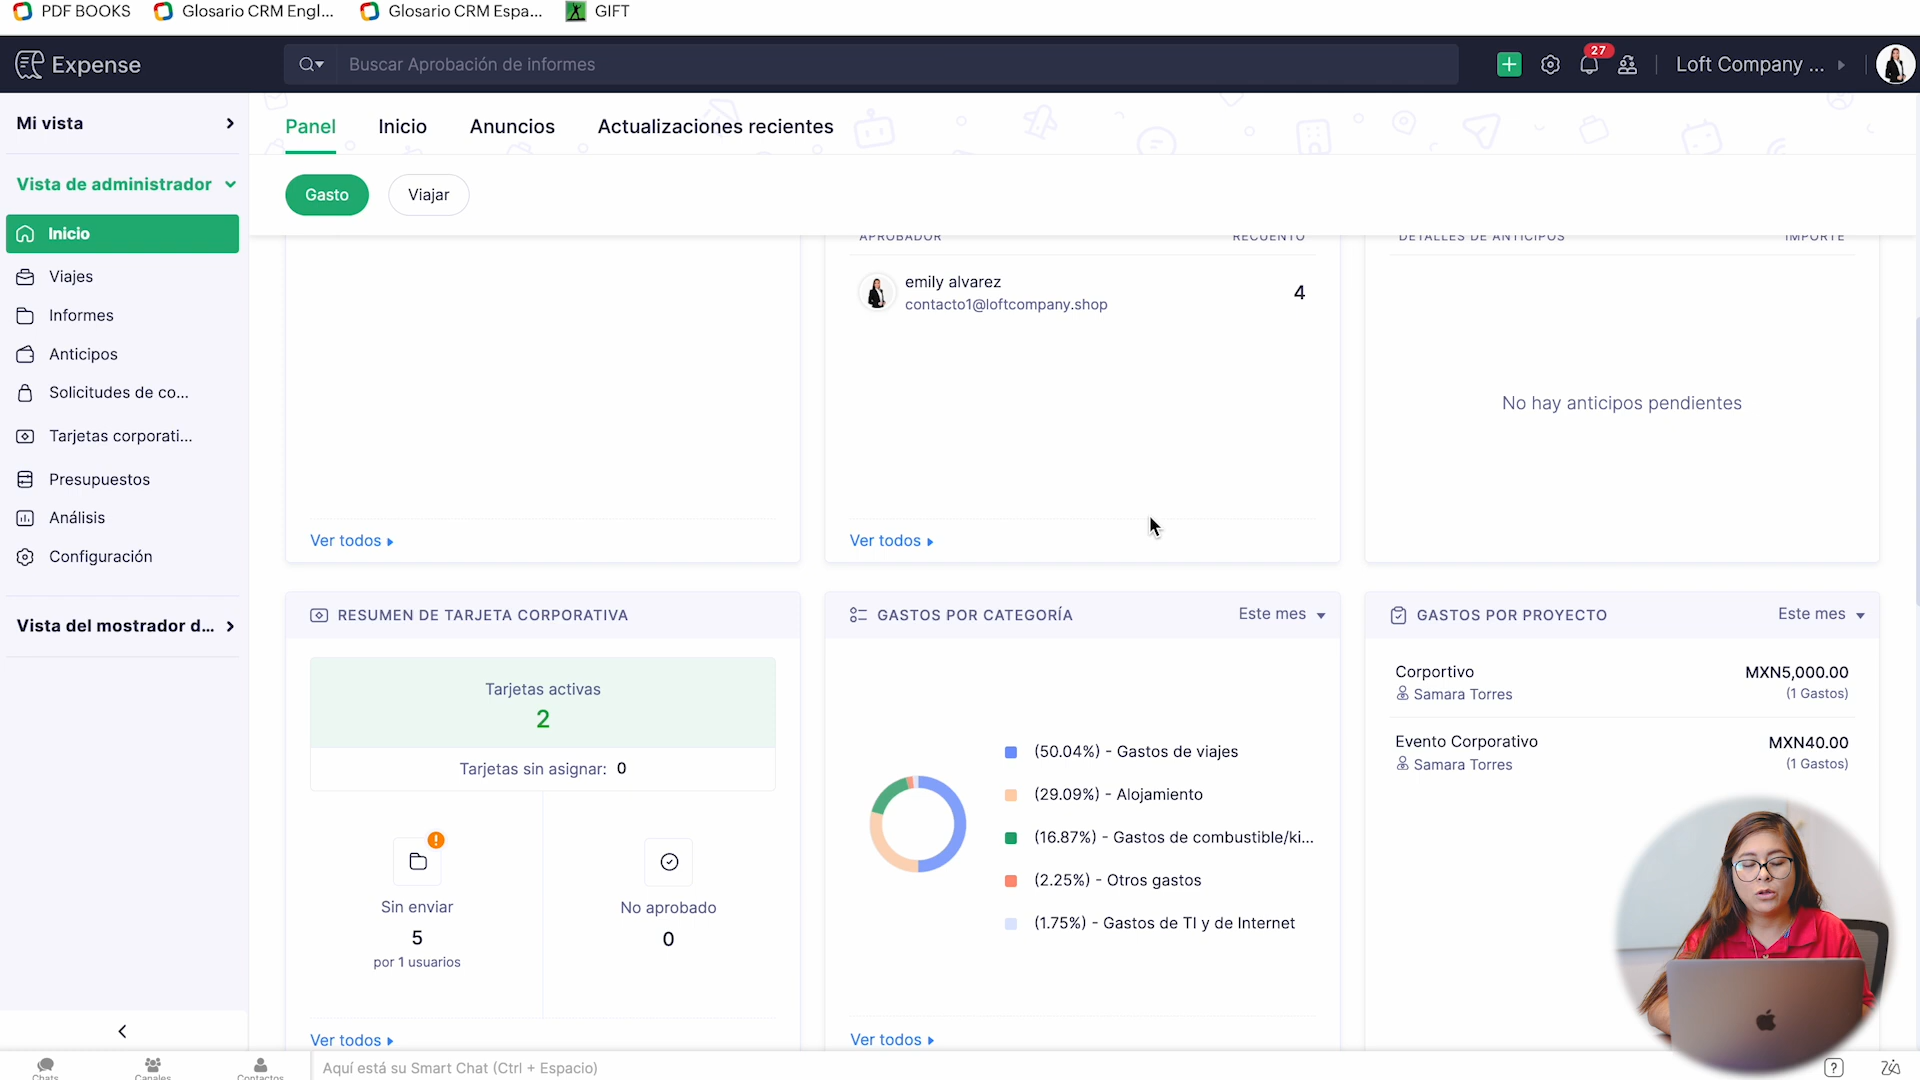 PDF BOOKS
Glosario CRM Engl...
Glosario CRM Espa...
GIFT
Expense
Buscar Aprobación de informes
27
Loft Company ...
Mi vista
Vista de administrador
Inicio
Viajes
Informes
Anticipos
Solicitudes de co...
Tarjetas corporati...
Presupuestos
Análisis
Configuración
Vista del mostrador d...
Panel
Inicio
Anuncios
Actualizaciones recientes
Gasto
Viajar
Ver todos
APROBADOR
RECUENTO
emily alvarez
contacto1@loftcompany.shop
4
Ver todos
DETALLES DE ANTICIPOS
IMPORTE
No hay anticipos pendientes
RESUMEN DE TARJETA CORPORATIVA
Tarjetas activas
2
Tarjetas sin asignar: 0
Sin enviar
5
por 1 usuarios
No aprobado
0
Ver todos
GASTOS POR CATEGORÍA
Este mes
(50.04%) - Gastos de viajes
(29.09%) - Alojamiento
(16.87%) - Gastos de combustible/ki...
(2.25%) - Otros gastos
(1.75%) - Gastos de TI y de Internet
Ver todos
GASTOS POR PROYECTO
Este mes
Corportivo
MXN5,000.00
Samara Torres
(1 Gastos)
Evento Corporativo
MXN40.00
Samara Torres
(1 Gastos)
Chats
Canales
Contactos
Aquí está su Smart Chat (Ctrl + Espacio)